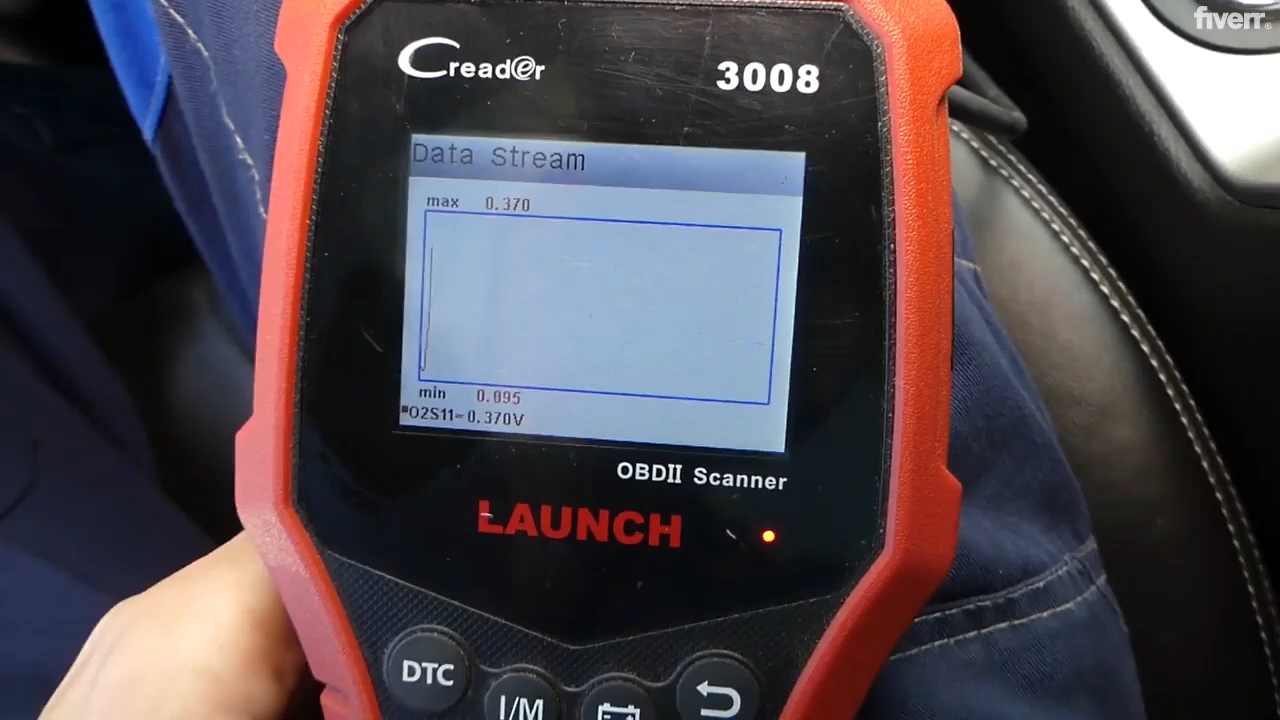 fiverr®
Creader
3008
Data Stream
max 0.370
min 0.095
O2S11=0.370V
OBDII Scanner
LAUNCH
DTC
I/M